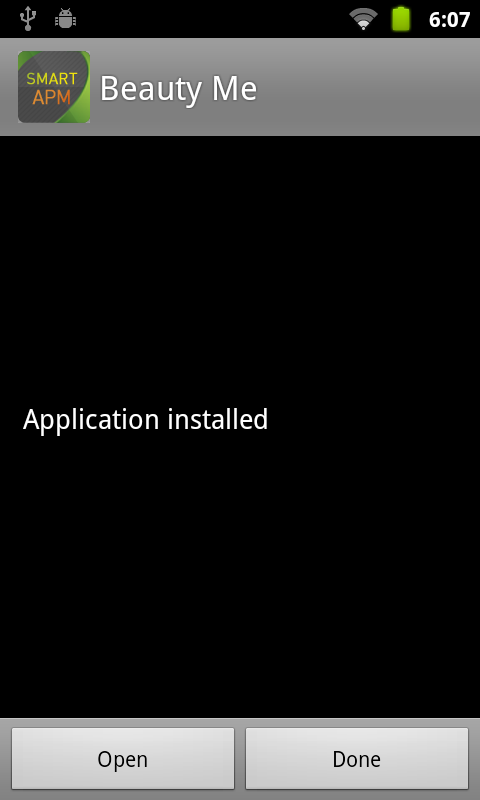 6:07
SMART
APM
Beauty Me
Application installed
Open
Done